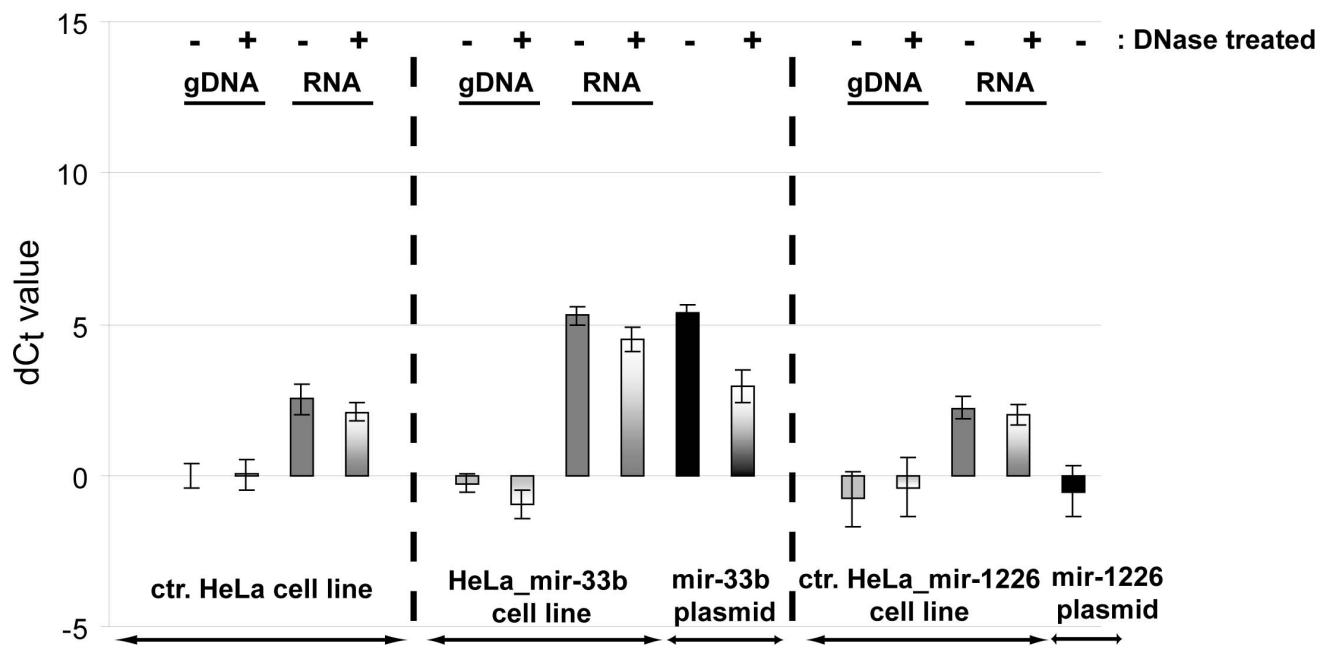 15
- + - + - + - + - + - + - + - : DNase treated
gDNA RNA gDNA RNA gDNA RNA
10
dCt value
5
0
ctr. HeLa cell line
HeLa_mir-33b
cell line
mir-33b
plasmid
ctr. HeLa_mir-1226
cell line
mir-1226
plasmid
-5